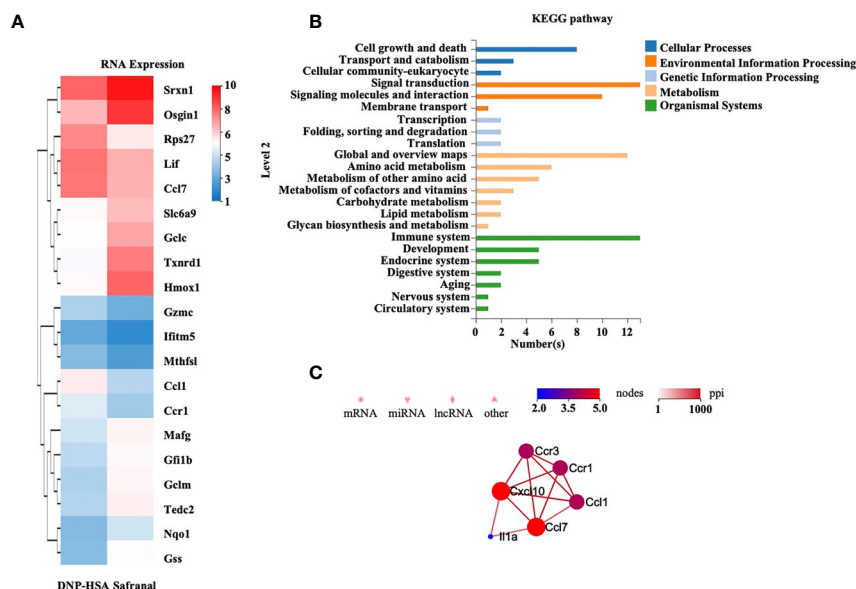 A
RNA Expression
Srxn1
Osgin1
Rps27
Lif
Ccl7
Slc6a9
Gclc
Txnrd1
Hmox1
Gzmc
Ifitm5
Mthfsl
Ccl1
Ccr1
Mafg
Gfi1b
Gclm
Tedc2
Nqo1
Gss
DNP-HSA Safranal
10
8
6
5
3
1
B
KEGG pathway
Level 2
Cell growth and death
Transport and catabolism
Cellular community-eukaryocyte
Signal transduction
Signaling molecules and interaction
Membrane transport
Transcription
Folding, sorting and degradation
Translation
Global and overview maps
Amino acid metabolism
Metabolism of other amino acid
Metabolism of cofactors and vitamins
Carbohydrate metabolism
Lipid metabolism
Glycan biosynthesis and metabolism
Immune system
Development
Endocrine system
Digestive system
Aging
Nervous system
Circulatory system
0 2 4 6 8 10 12
Number(s)
Cellular Processes
Environmental Information Processing
Genetic Information Processing
Metabolism
Organismal Systems
C
mRNA miRNA lncRNA other
nodes
2.0 3.5 5.0
ppi
1 1000
Ccr3
Ccr1
Cxcl10
Ccl1
Ccl7
Il1a